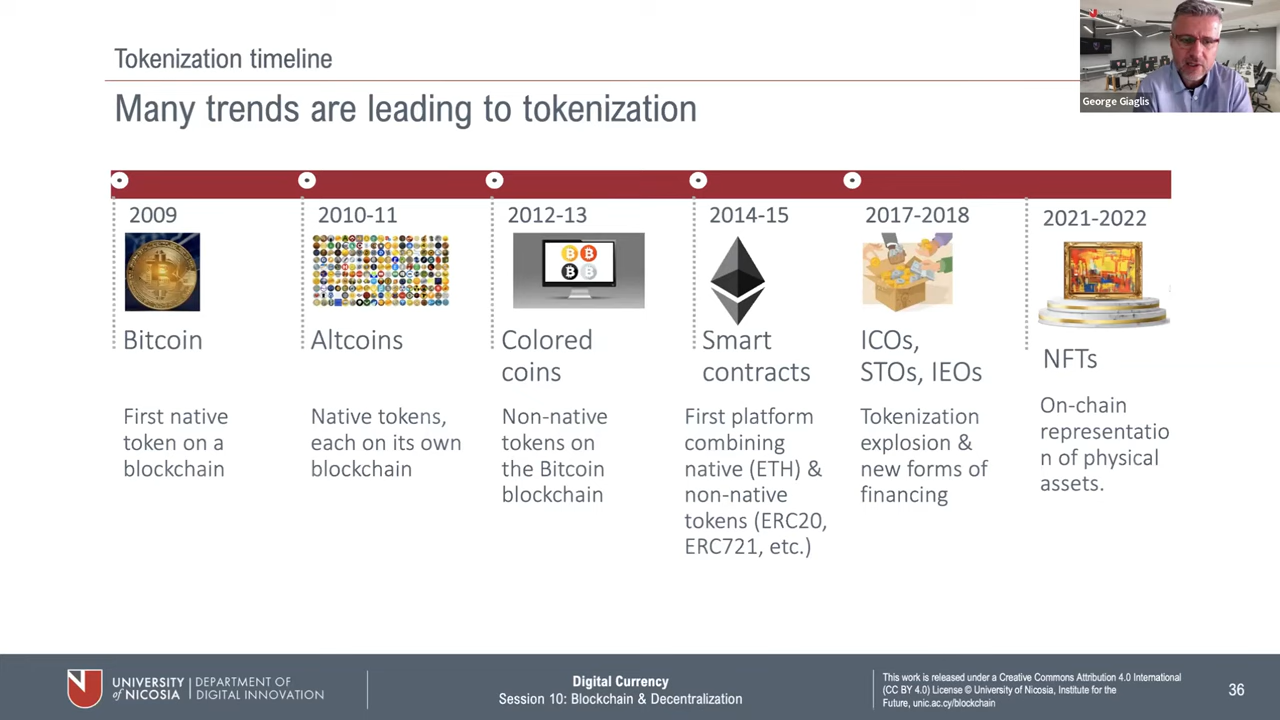 Tokenization timeline
Many trends are leading to tokenization
George Giaglis
2009
Bitcoin
First native
token on a
blockchain
2010-11
Altcoins
Native tokens,
each on its own
blockchain
2012-13
Colored
coins
Non-native
tokens on
the Bitcoin
blockchain
2014-15
Smart
contracts
First platform
combining
native (ETH) &
non-native
tokens (ERC20,
ERC721, etc.)
2017-2018
ICOs,
STOs, IEOs
Tokenization
explosion &
new forms of
financing
2021-2022
NFTs
On-chain
representatio
n of physical
assets.
UNIVERSITY
of NICOSIA
DEPARTMENT OF
DIGITAL INNOVATION
Digital Currency
Session 10: Blockchain & Decentralization
This work is released under a Creative Commons Attribution 4.0 International
(CC BY 4.0) License © University of Nicosia, Institute for the
Future, unic.ac.cy/blockchain
36